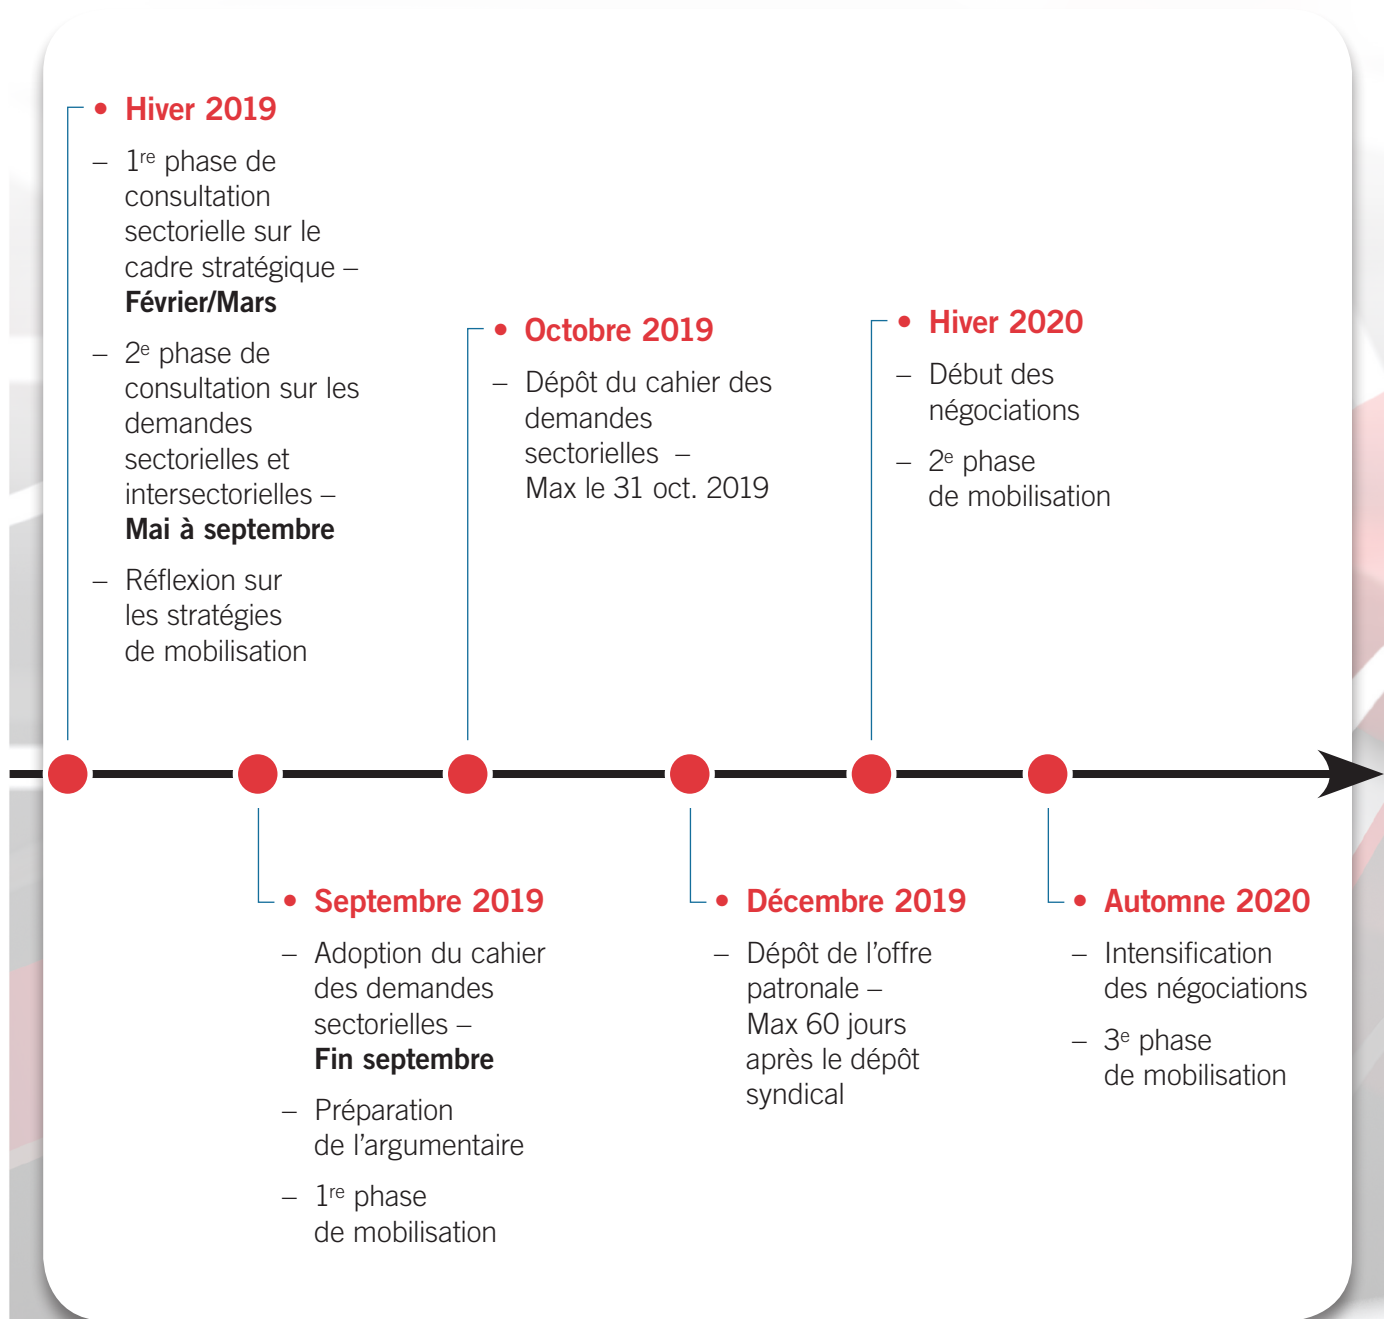 • Hiver 2019
– 1re phase de
consultation
sectorielle sur le
cadre stratégique –
Février/Mars
– 2e phase de
consultation sur les
demandes
sectorielles et
intersectorielles –
Mai à septembre
– Réflexion sur
les stratégies
de mobilisation
• Septembre 2019
– Adoption du cahier
des demandes
sectorielles –
Fin septembre
– Préparation
de l’argumentaire
– 1re phase
de mobilisation
• Octobre 2019
– Dépôt du cahier des
demandes
sectorielles –
Max le 31 oct. 2019
• Décembre 2019
– Dépôt de l’offre
patronale –
Max 60 jours
après le dépôt
syndical
• Hiver 2020
– Début des
négociations
– 2e phase
de mobilisation
• Automne 2020
– Intensification
des négociations
– 3e phase
de mobilisation